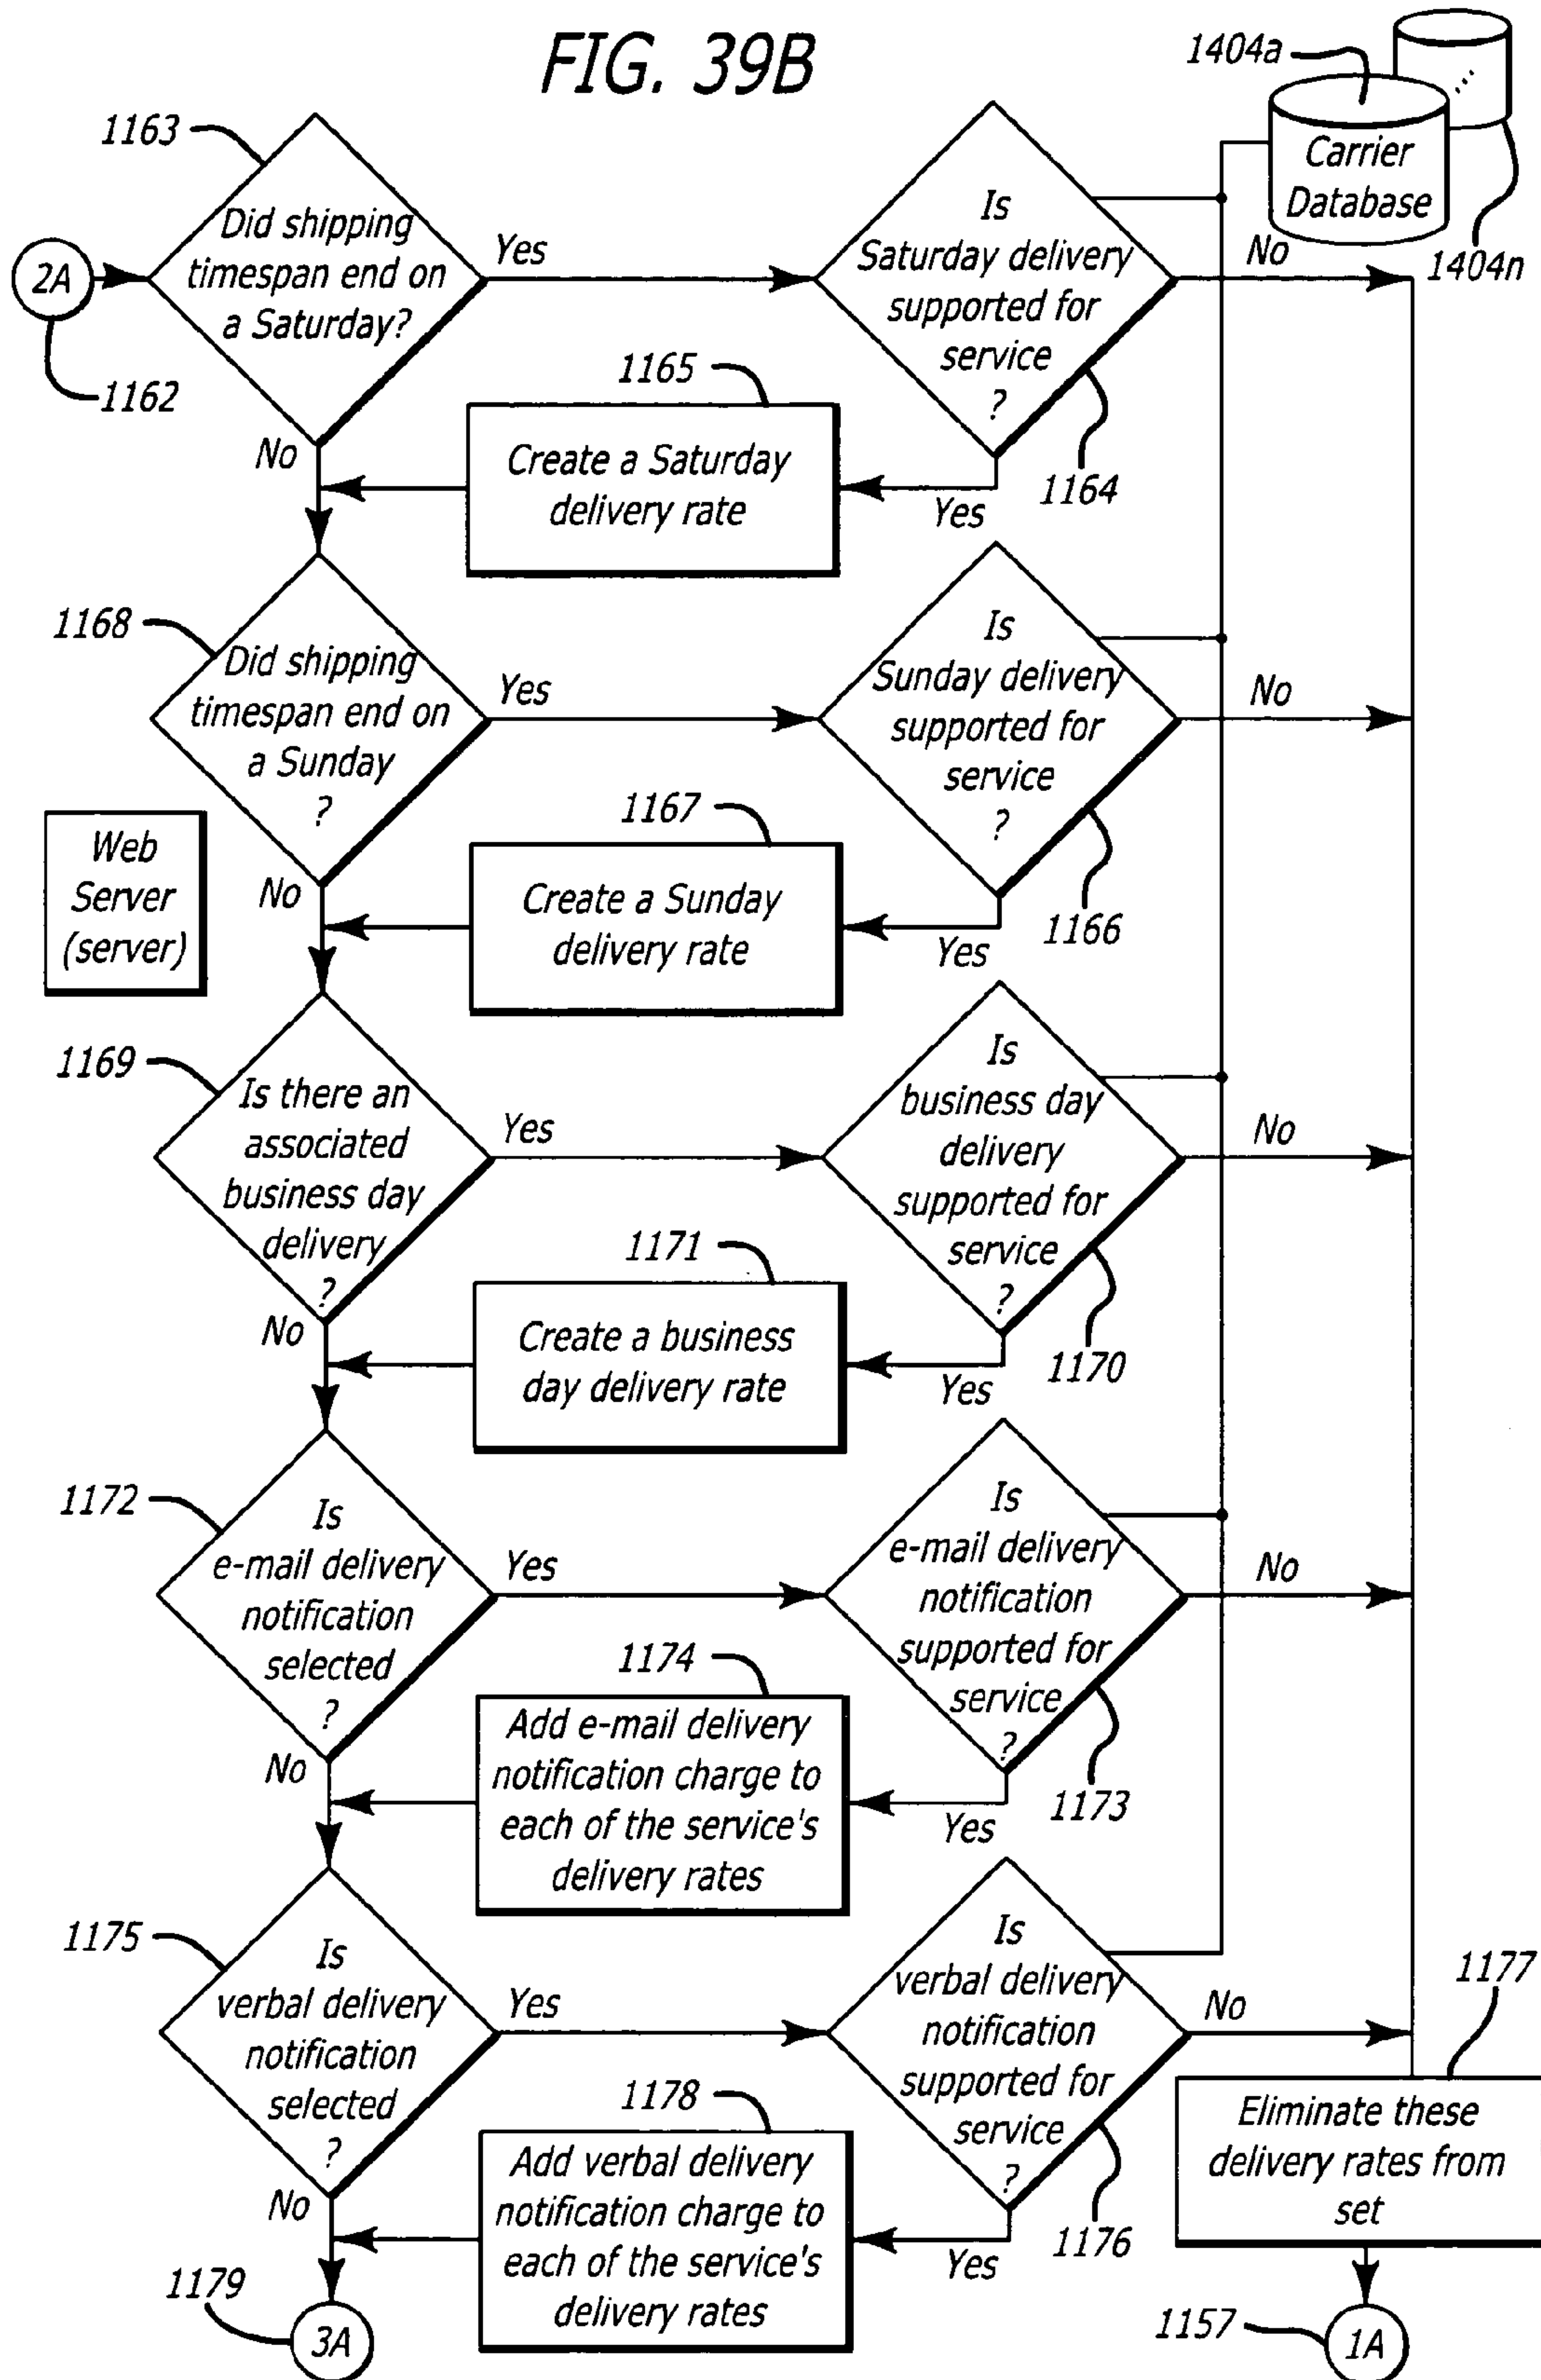 FIG. 39B
1404a
Carrier
Database
1404n
1163
Did shipping
timespan end on
a Saturday?
2A
1162
Yes
No
Is
Saturday delivery
supported for
service
?
1164
No
Yes
1165
Create a Saturday
delivery rate
1168
Did shipping
timespan end on
a Sunday
?
Yes
No
Is
Sunday delivery
supported for
service
?
1166
No
Yes
1167
Create a Sunday
delivery rate
Web
Server
(server)
1169
Is there an
associated
business day
delivery
?
Yes
No
Is
business day
delivery
supported for
service
?
1170
No
Yes
1171
Create a business
day delivery rate
1172
Is
e-mail delivery
notification
selected
?
Yes
No
Is
e-mail delivery
notification
supported for
service
?
1173
No
Yes
1174
Add e-mail delivery
notification charge to
each of the service's
delivery rates
1175
Is
verbal delivery
notification
selected
?
Yes
No
Is
verbal delivery
notification
supported for
service
?
1176
No
Yes
1178
Add verbal delivery
notification charge to
each of the service's
delivery rates
1177
Eliminate these
delivery rates from
set
1179
3A
1157
1A